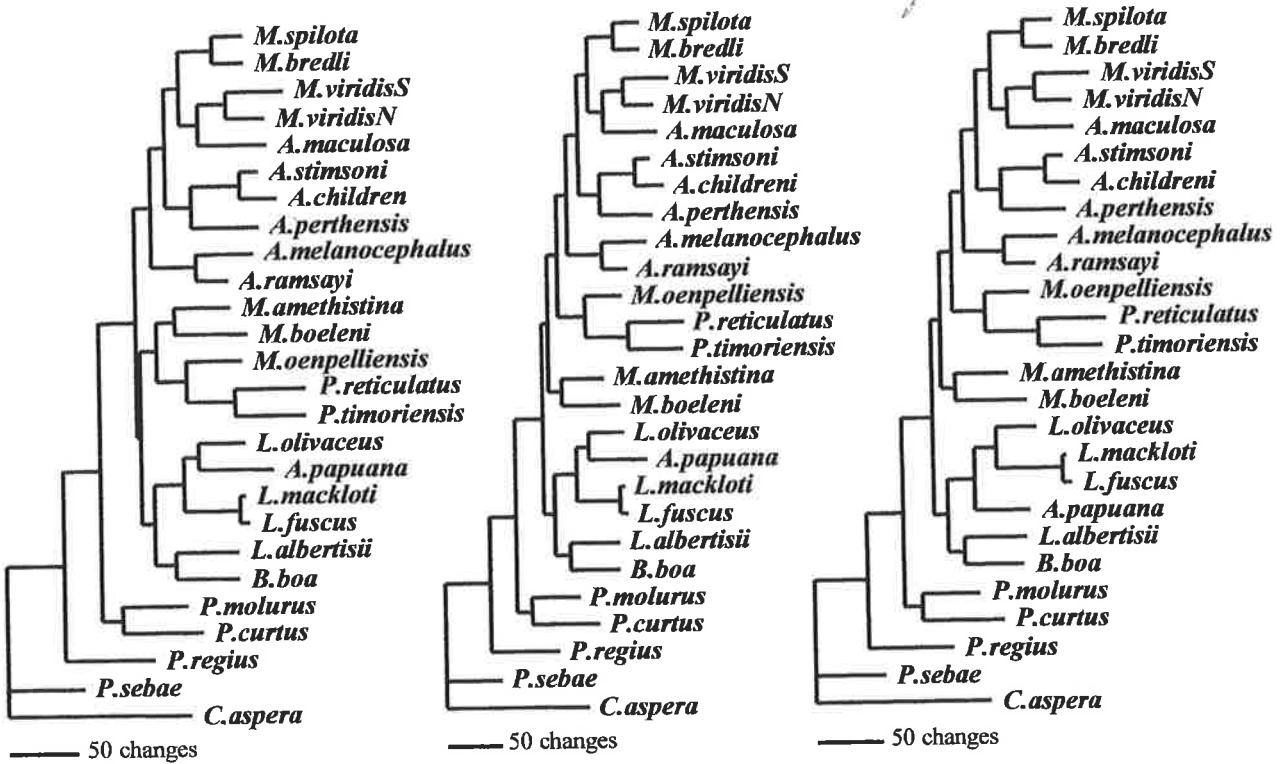 M.spilota
M.bredli
M.viridisS
M.viridisN
A.maculosa
A.stimsoni
A.children
A.perthensis
A.melanocephalus
A.ramsayi
M.amethistina
M.boeleni
M.oenpelliensis
P.reticulatus
P.timoriensis
L.olivaceus
A.papuana
L.mackloti
L.fuscus
L.albertisii
B.boa
P.molurus
P.curtus
P.regius
P.sebae
C.aspera
50 changes
M.spilota
M.bredli
M.viridisS
M.viridisN
A.maculosa
A.stimsoni
A.childreni
A.perthensis
A.melanocephalus
A.ramsayi
M.oenpelliensis
P.reticulatus
P.timoriensis
M.amethistina
M.boeleni
L.olivaceus
A.papuana
L.mackloti
L.fuscus
L.albertisii
B.boa
P.molurus
P.curtus
P.regius
P.sebae
C.aspera
50 changes
M.spilota
M.bredli
M.viridisS
M.viridisN
A.maculosa
A.stimsoni
A.childreni
A.perthensis
A.melanocephalus
A.ramsayi
M.oenpelliensis
P.reticulatus
P.timoriensis
M.amethistina
M.boeleni
L.olivaceus
L.mackloti
L.fuscus
A.papuana
L.albertisii
B.boa
P.molurus
P.curtus
P.regius
P.sebae
C.aspera
50 changes